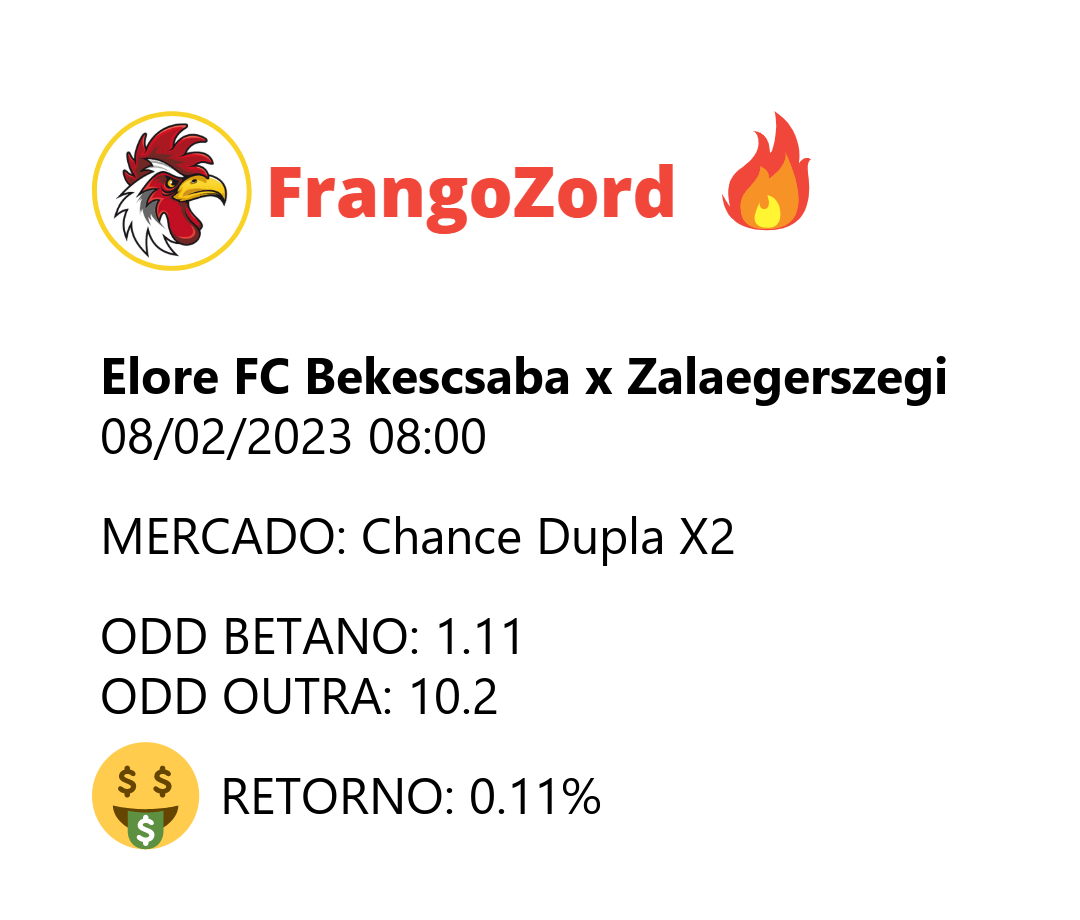 FrangoZord
Elore FC Bekescsaba x Zalaegerszegi
08/02/2023 08:00
MERCADO: Chance Dupla X2
ODD BETANO: 1.11
ODD OUTRA: 10.2
RETORNO: 0.11%